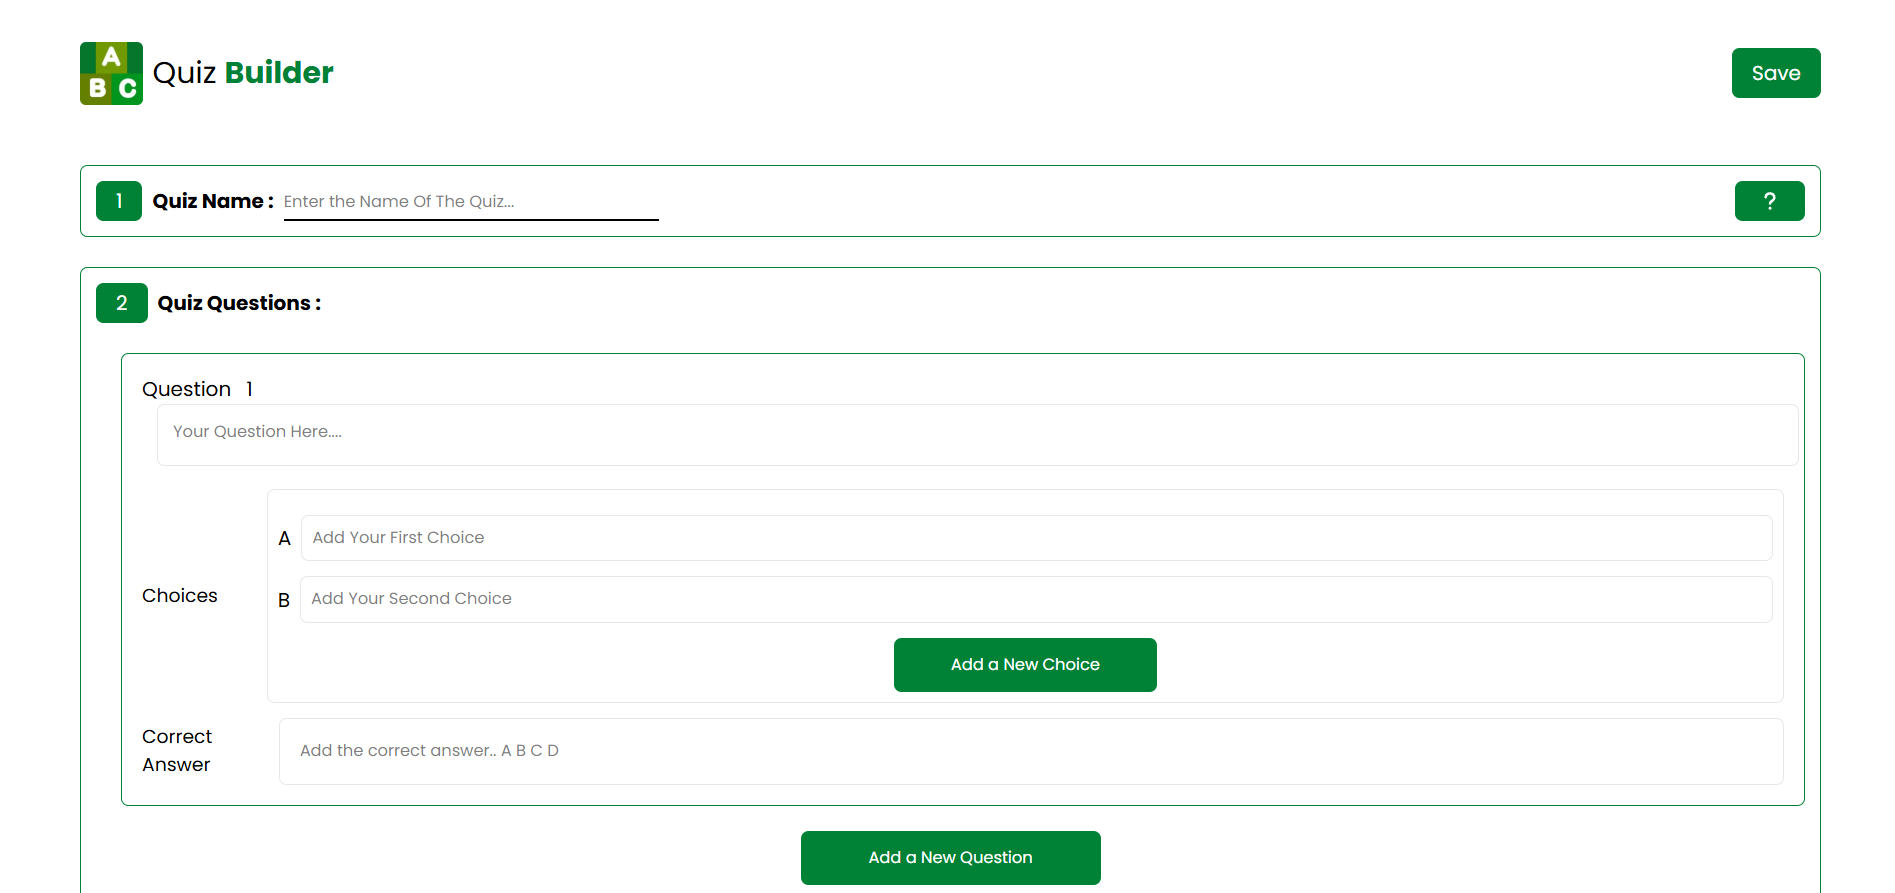 A
B C
Quiz Builder
Save
1 Quiz Name : Enter the Name Of The Quiz... ?
2 Quiz Questions :
Question 1
Your Question Here....
A Add Your First Choice
Choices
B Add Your Second Choice
Add a New Choice
Correct
Answer
Add the correct answer.. A B C D
Add a New Question